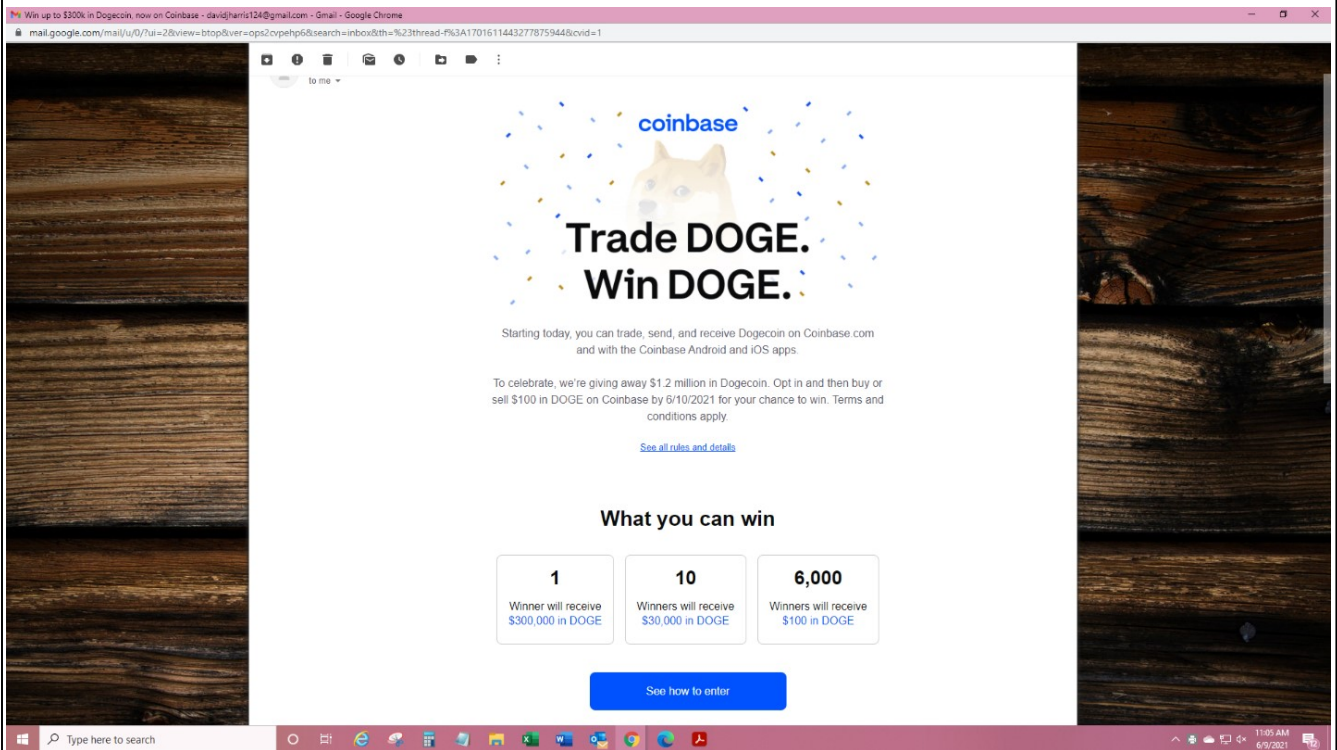 Win up to $300k in Dogecoin, now on Coinbase - davidjharris124@gmail.com - Gmail - Google Chrome
mail.google.com/mail/u/0/?ui=2&view=btop&ver=ops2cvpehp6&search=inbox&th=%23thread-f%3A1701611443277875944&cvid=1
to me
coinbase
Trade DOGE.
Win DOGE.
Starting today, you can trade, send, and receive Dogecoin on Coinbase.com
and with the Coinbase Android and iOS apps.
To celebrate, we're giving away $1.2 million in Dogecoin. Opt in and then buy or
sell $100 in DOGE on Coinbase by 6/10/2021 for your chance to win. Terms and
conditions apply.
See all rules and details
What you can win
1
Winner will receive
$300,000 in DOGE
10
Winners will receive
$30,000 in DOGE
6,000
Winners will receive
$100 in DOGE
See how to enter
Type here to search
11:05 AM
6/9/2021